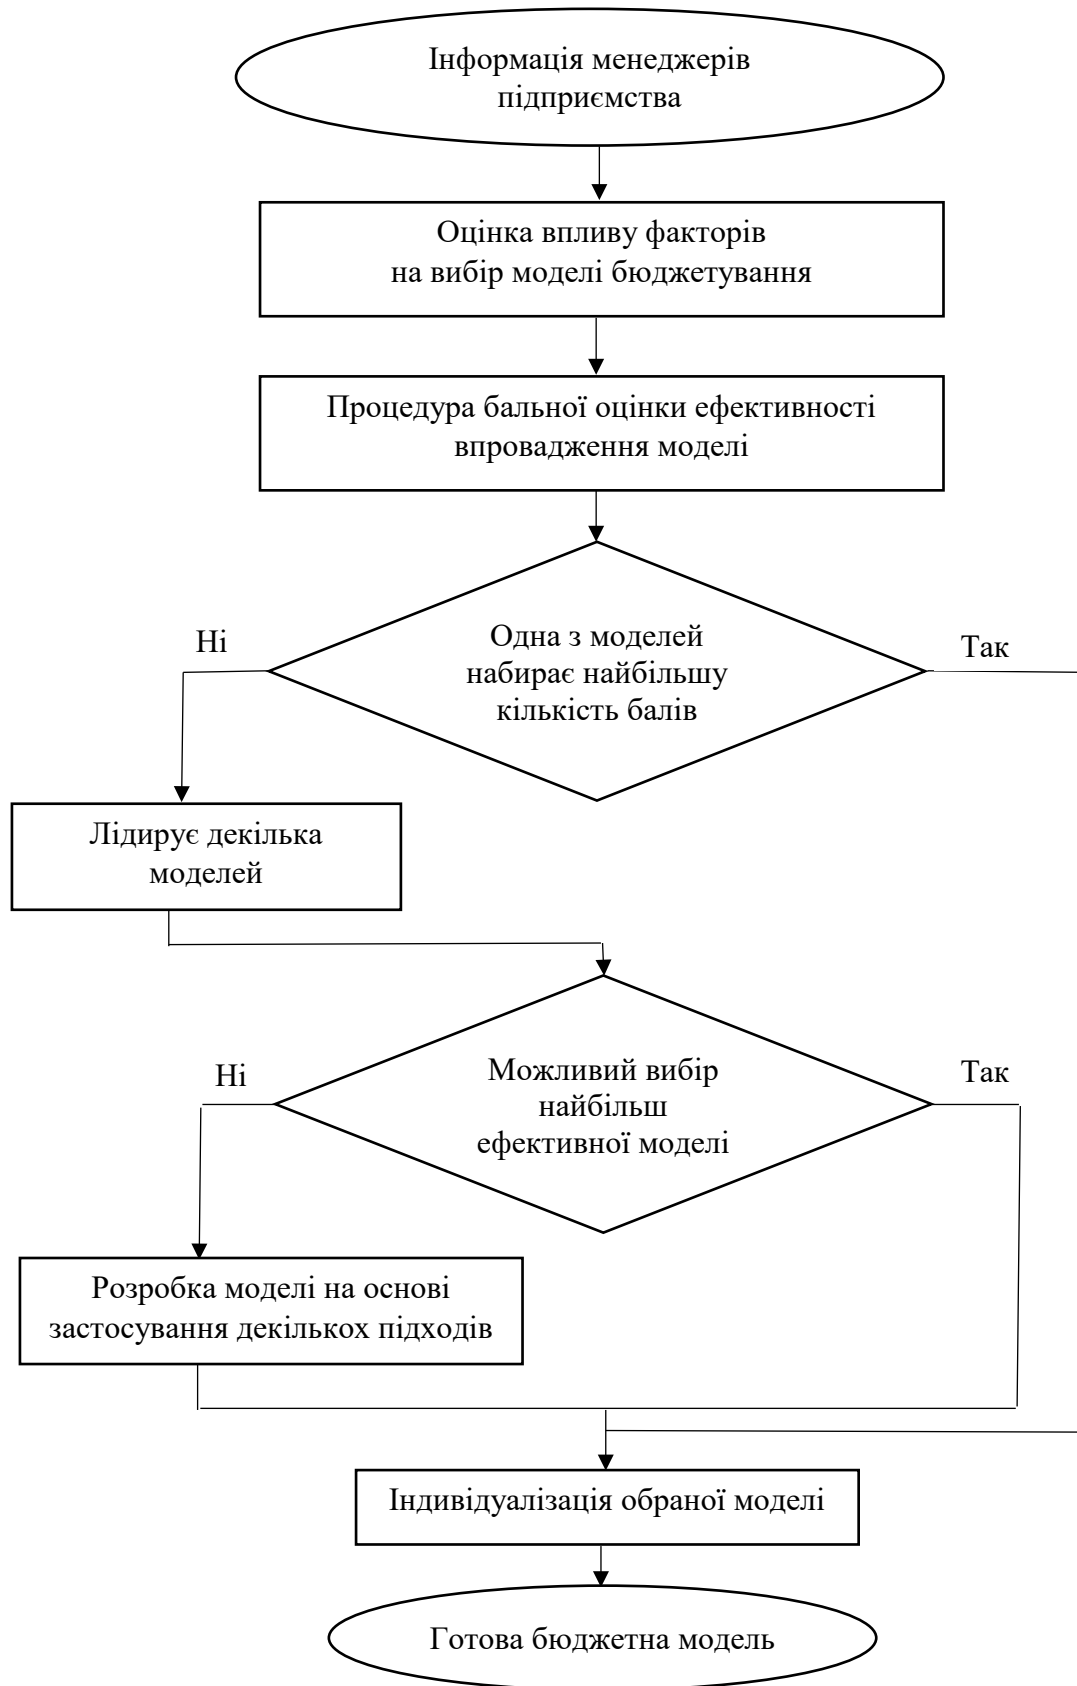 Інформація менеджерів
підприємства
Оцінка впливу факторів
на вибір моделі бюджетування
Процедура бальної оцінки ефективності
впровадження моделі
Одна з моделей
набирає найбільшу
кількість балів
Ні
Так
Лідирує декілька
моделей
Можливий вибір
найбільш
ефективної моделі
Ні
Так
Розробка моделі на основі
застосування декількох підходів
Індивідуалізація обраної моделі
Готова бюджетна модель